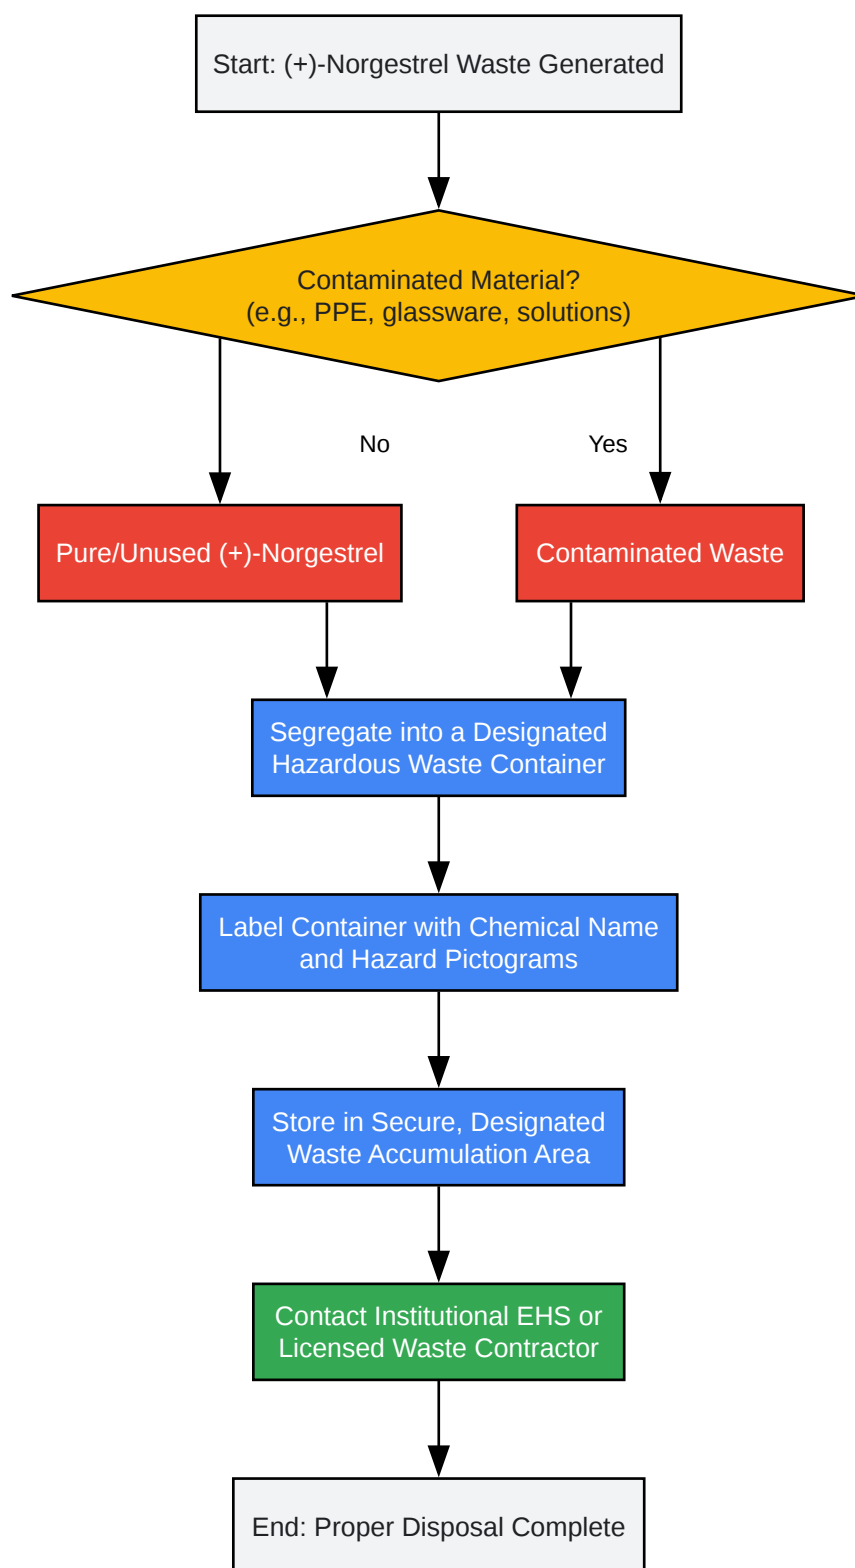 Start: (+)-Norgestrel Waste Generated
Contaminated Material?
(e.g., PPE, glassware, solutions)
No
Yes
Pure/Unused (+)-Norgestrel
Contaminated Waste
Segregate into a Designated
Hazardous Waste Container
Label Container with Chemical Name
and Hazard Pictograms
Store in Secure, Designated
Waste Accumulation Area
Contact Institutional EHS or
Licensed Waste Contractor
End: Proper Disposal Complete